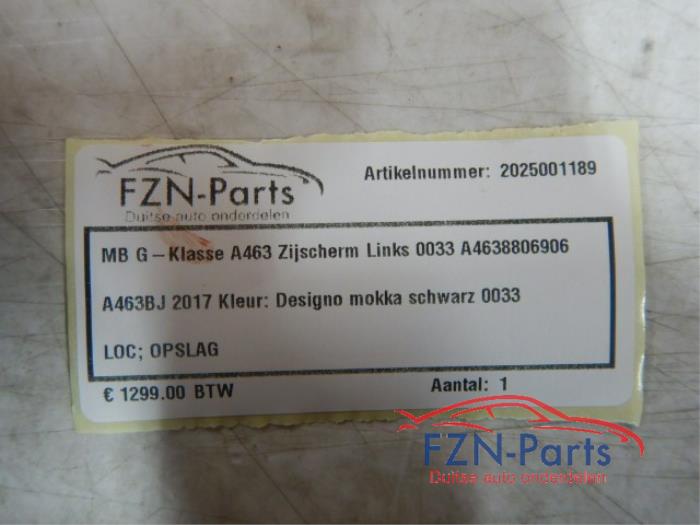 FZN-Parts
Duitse auto onderdelen
Artikelnummer: 2025001189
MB G-Klasse A463 Zijscherm Links 0033 A4638806906
A463BJ 2017 Kleur: Designo mokka schwarz 0033
LOC; OPSLAG
€ 1299.00 BTW
Aantal: 1
FZN-Parts
Duitse auto onderdelen